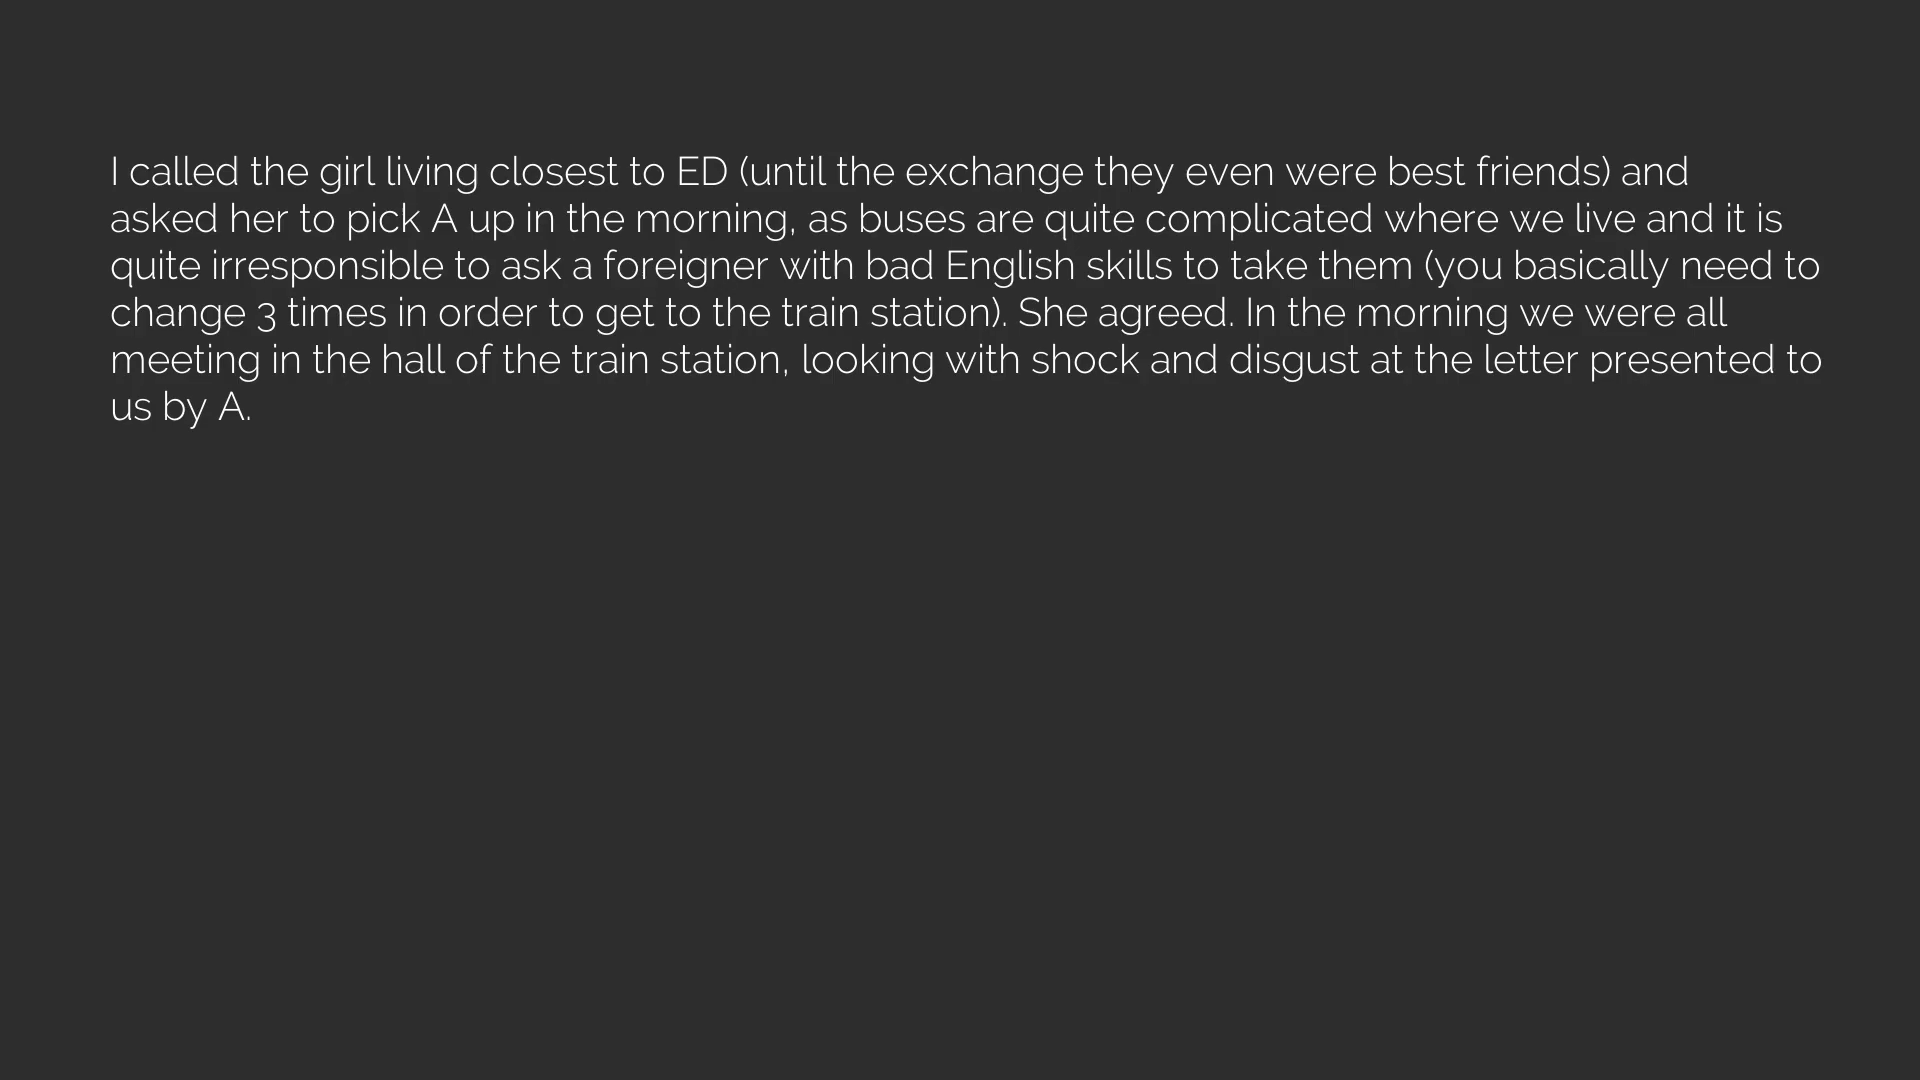 I called the girl living closest to ED (until the exchange they even were best friends) and
asked her to pick A up in the morning, as buses are quite complicated where we live and it is
quite irresponsible to ask a foreigner with bad English skills to take them (you basically need to
change 3 times in order to get to the train station). She agreed. In the morning we were all
meeting in the hall of the train station, looking with shock and disgust at the letter presented to
us by A.